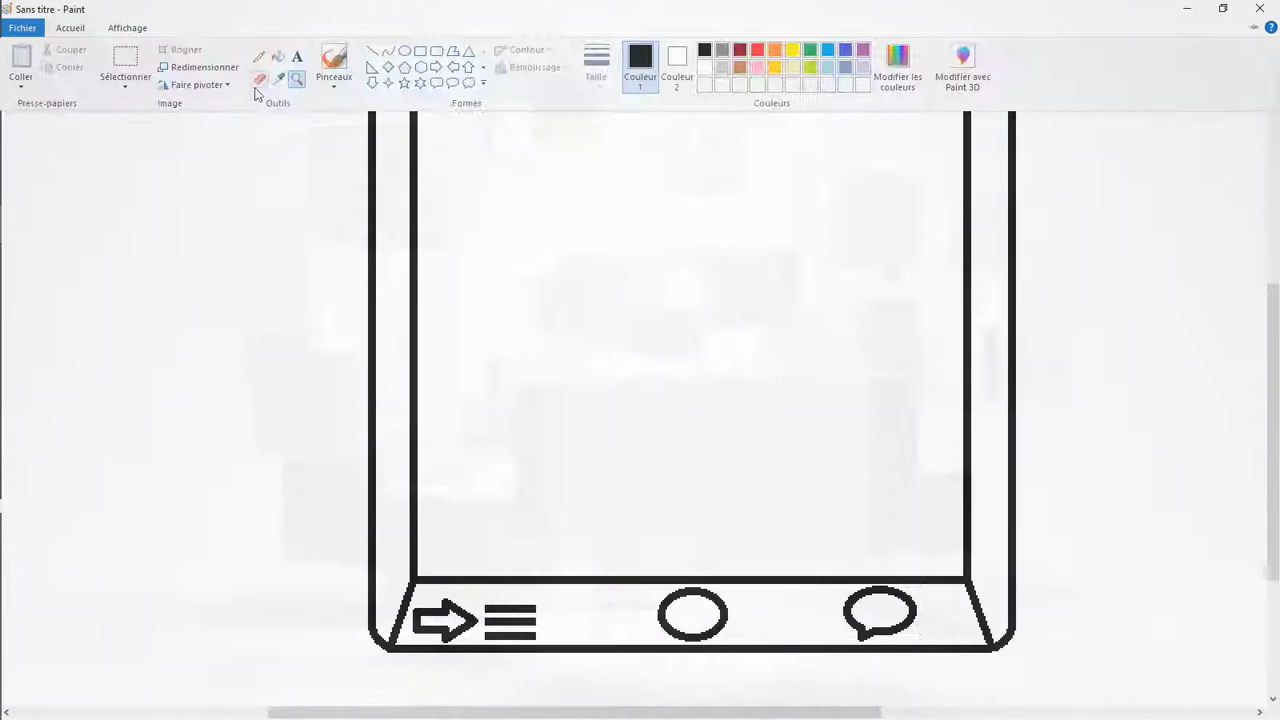 Sans titre - Paint
Fichier Accueil Affichage
Couper Rogner Contour
Redimensionner Remplissage
Coller Copier Sélectionner Faire pivoter Pinceaux Taille Couleur 1 Couleur 2 Modifier les couleurs Modifier avec Paint 3D
Presse-papiers Image Outils Formes Couleurs